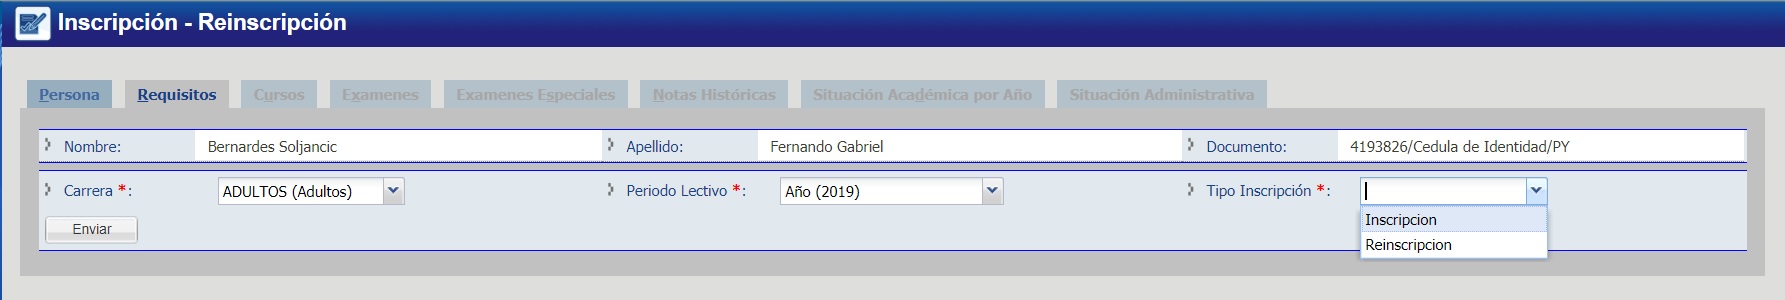 Inscripción - Reinscripción
Persona Requisitos Cursos Examenes Examenes Especiales Notas Históricas Situación Académica por Año Situación Administrativa
Nombre: Bernardes Soljancic Apellido: Fernando Gabriel Documento: 4193826/Cedula de Identidad/PY
Carrera *: ADULTOS (Adultos) Periodo Lectivo *: Año (2019) Tipo Inscripción *:
Inscripcion
Enviar
Reinscripcion